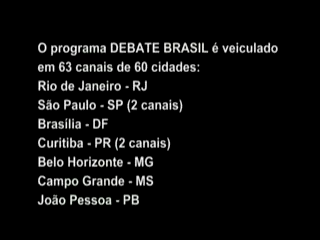 O programa DEBATE BRASIL é veiculado
em 63 canais de 60 cidades:
Rio de Janeiro - RJ
São Paulo - SP (2 canais)
Brasília - DF
Curitiba - PR (2 canais)
Belo Horizonte - MG
Campo Grande - MS
João Pessoa - PB